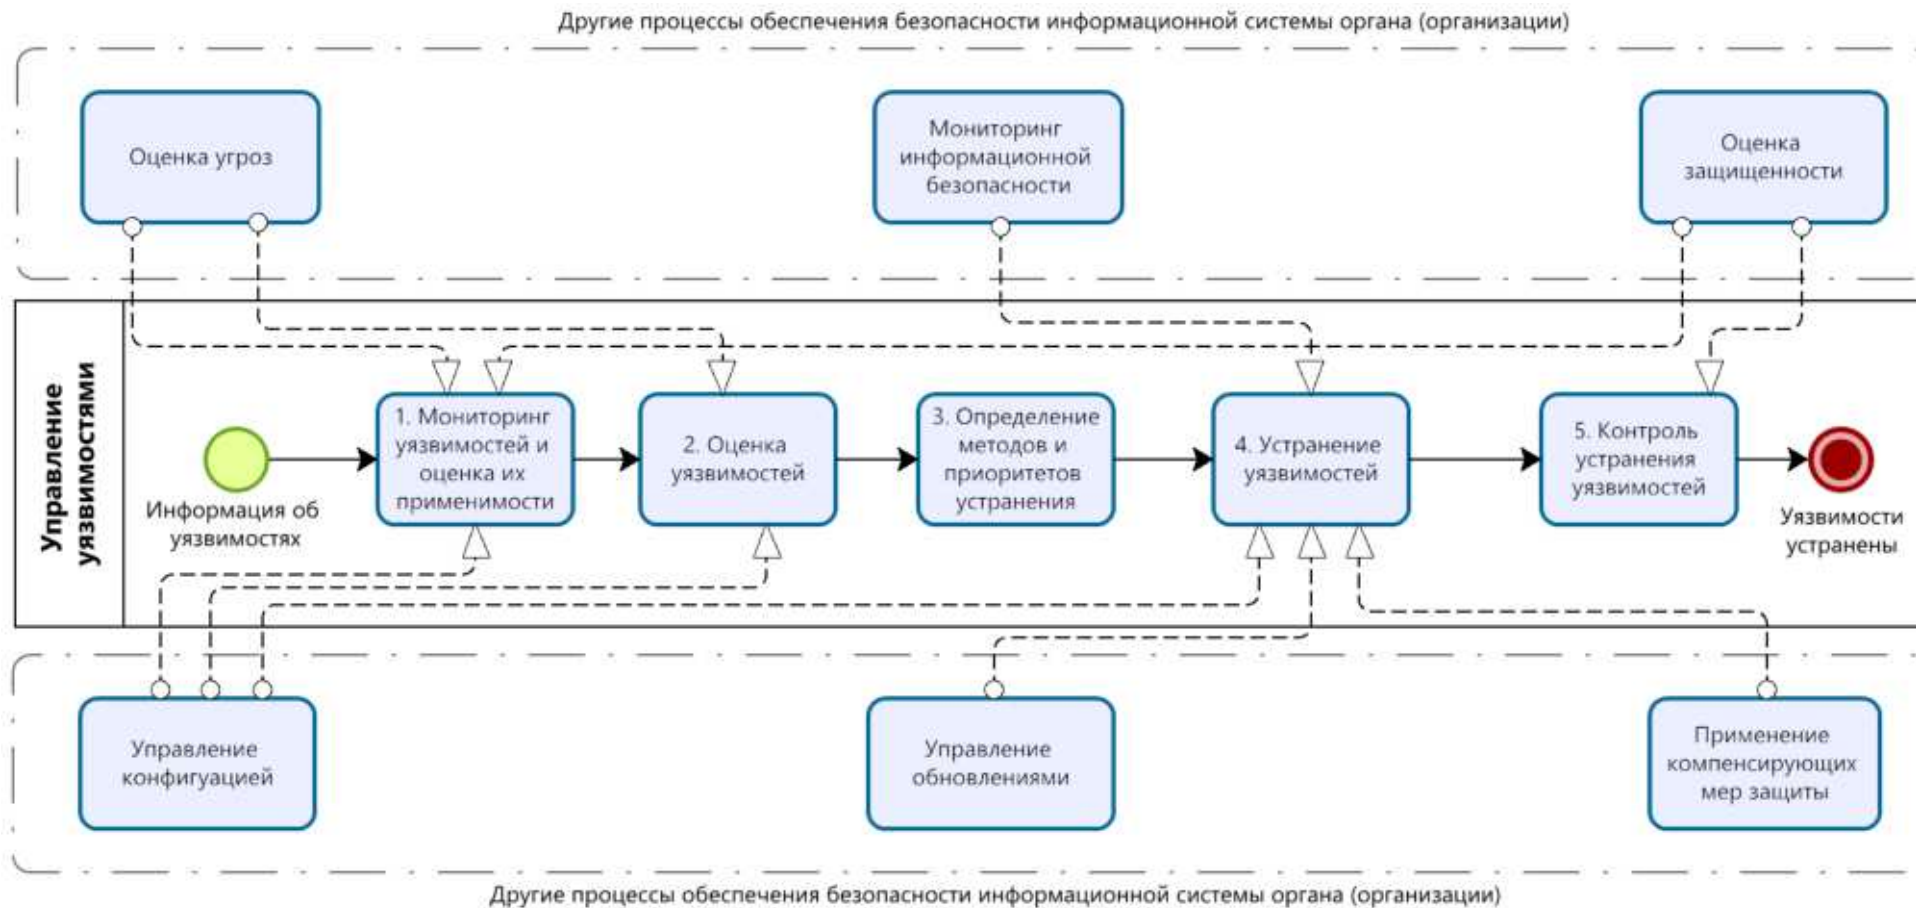 Другие процессы обеспечения безопасности информационной системы органа (организации)
Оценка угроз
Мониторинг
информационной
безопасности
Оценка
защищенности
Управление
уязвимостями
Информация об
уязвимостях
1. Мониторинг
уязвимостей и
оценка их
применимости
2. Оценка
уязвимостей
3. Определение
методов и
приоритетов
устранения
4. Устранение
уязвимостей
5. Контроль
устранения
уязвимостей
Уязвимости
устранены
Управление
конфигуацией
Управление
обновлениями
Применение
компенсирующих
мер защиты
Другие процессы обеспечения безопасности информационной системы органа (организации)